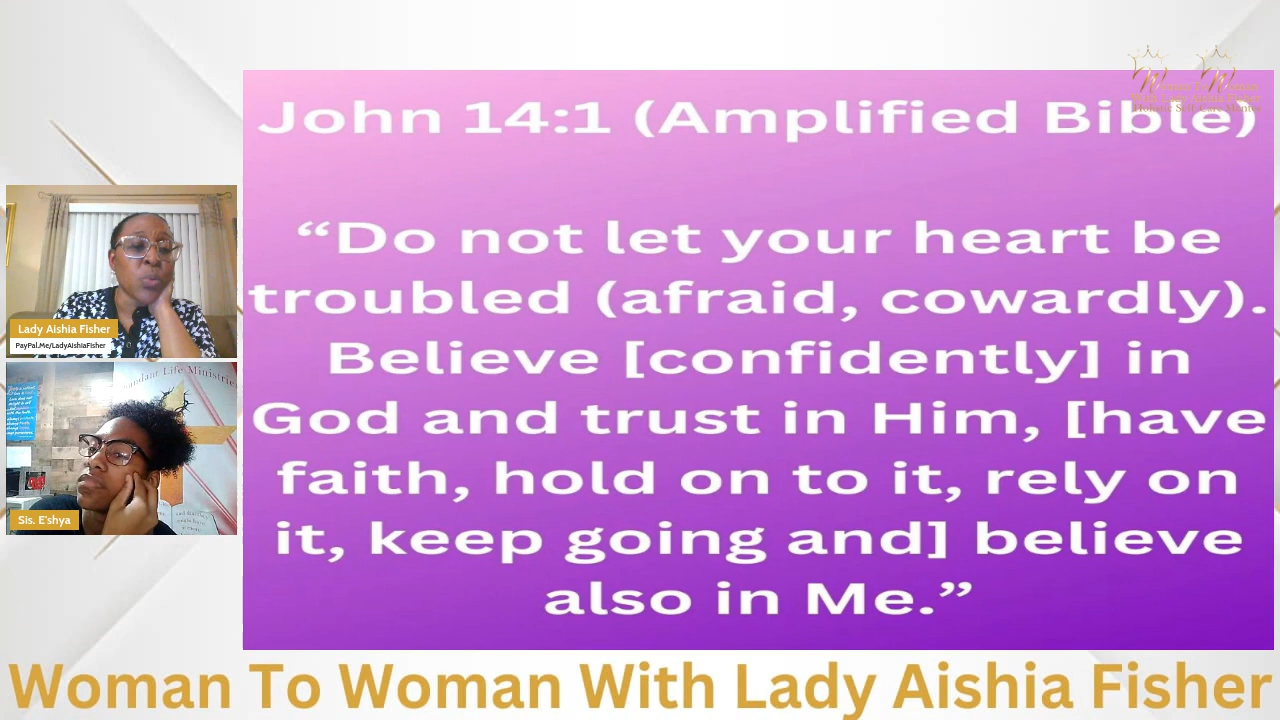 John 14:1 (Amplified Bible)
“Do not let your heart be
troubled (afraid, cowardly).
Believe [confidently] in
God and trust in Him, [have
faith, hold on to it, rely on
it, keep going and] believe
also in Me.”
Lady Aishia Fisher
PayPal.Me/LadyAishiaFisher
Sis. E'shya
Woman To Woman With Lady Aishia Fisher